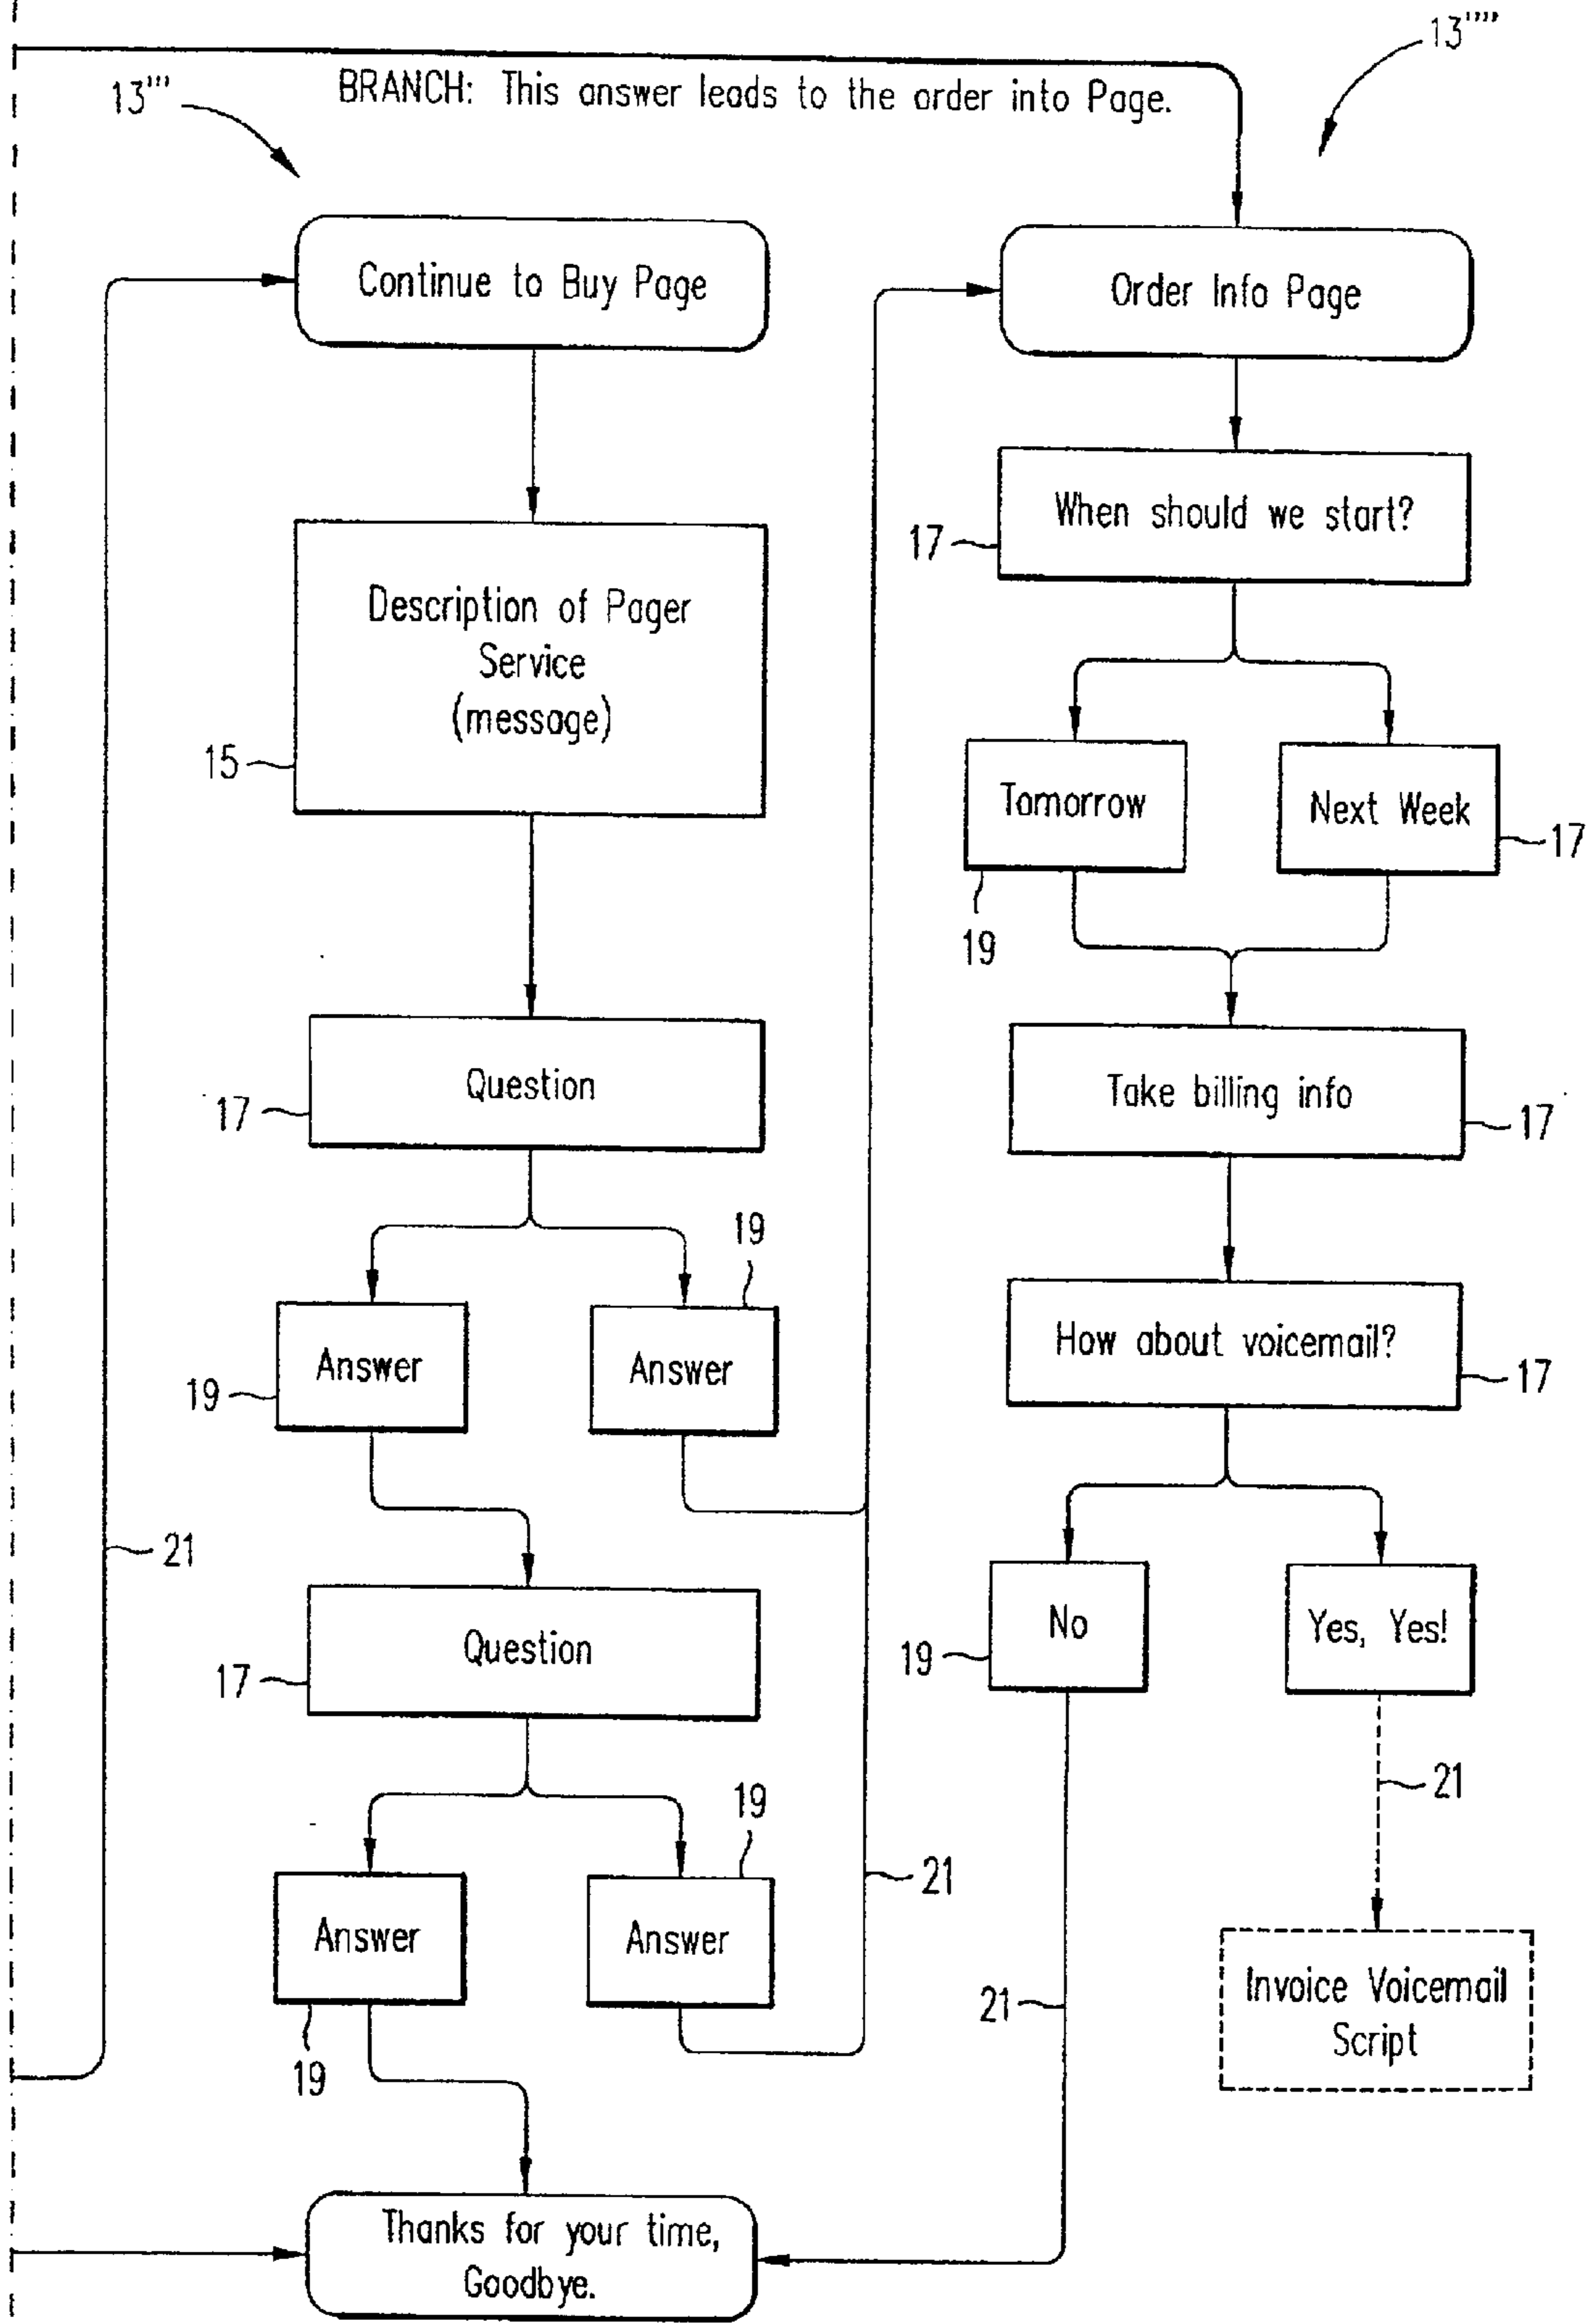 13''''
BRANCH: This answer leads to the order into Page.
13'''
Continue to Buy Page
Order Info Page
When should we start?
17
Description of Pager
Service
(message)
15
Tomorrow
Next Week
17
19
Question
17
Take billing info
17
19
Answer
Answer
19
How about voicemail?
17
21
Question
17
No
19
Yes, Yes!
21
19
21
Answer
Answer
19
21
Invoice Voicemail
Script
Thanks for your time,
Goodbye.